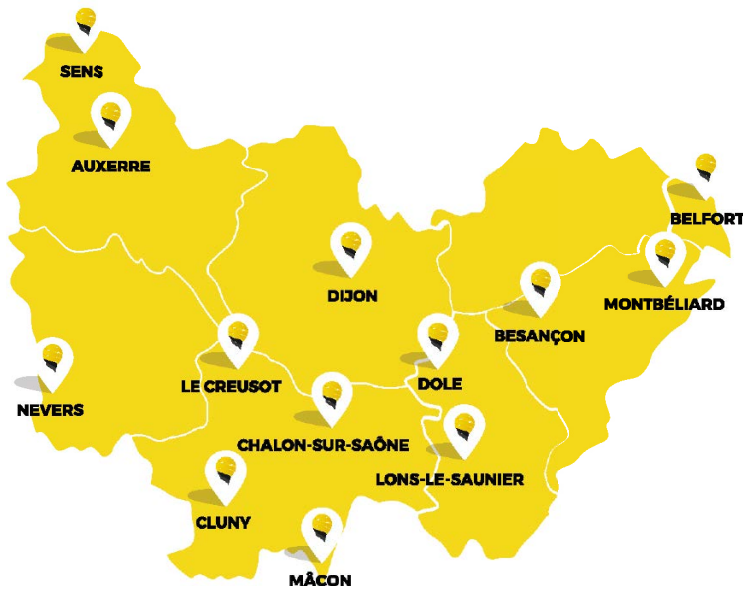 SENS
AUXERRE
BELFORT
DIJON
MONTBÉLIARD
BESANÇON
LE CREUSOT
DOLE
NEVERS
CHALON-SUR-SAÔNE
LONS-LE-SAUNIER
CLUNY
MÂCON